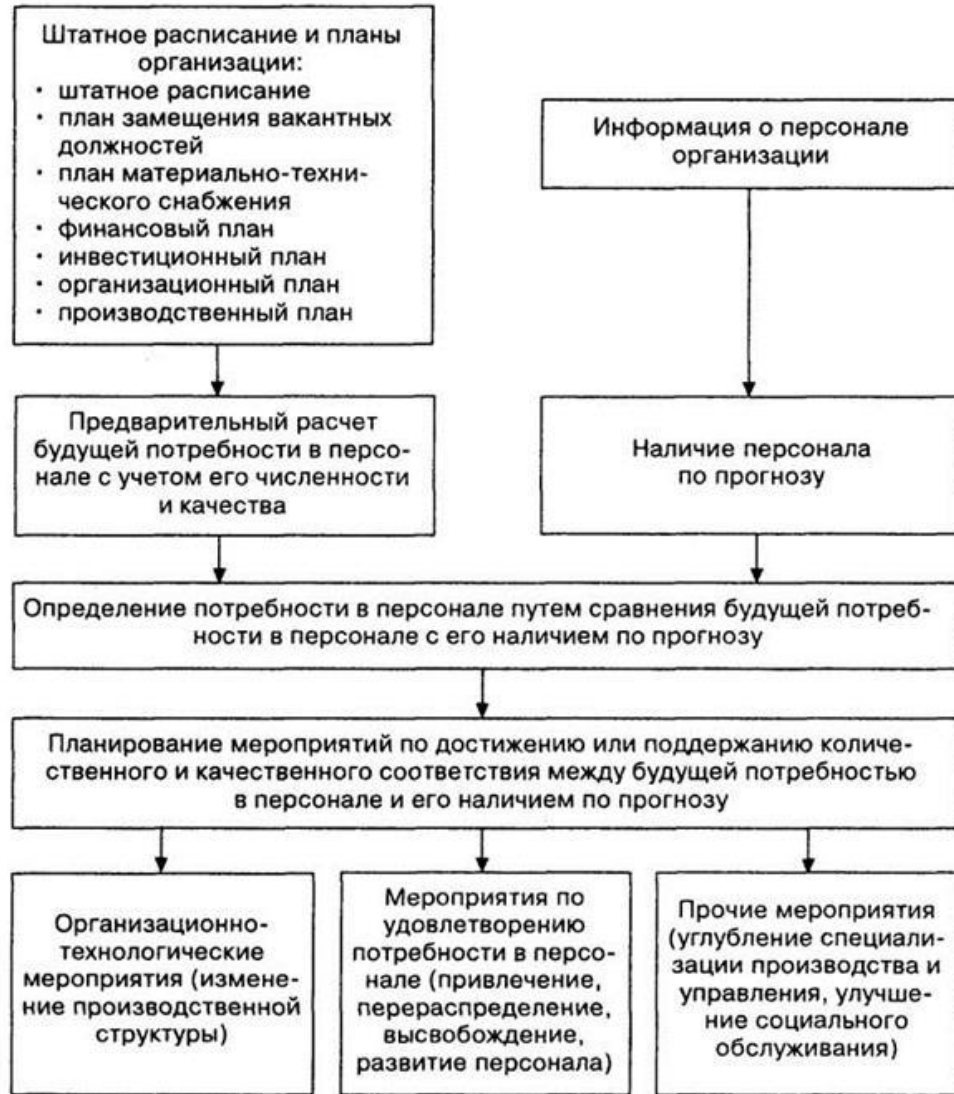 Штатное расписание и планы
организации:
· штатное расписание
· план замещения вакантных
должностей
· план материально-техни-
ческого снабжения
· финансовый план
· инвестиционный план
· организационный план
· производственный план
Информация о персонале
организации
Предварительный расчет
будущей потребности в персо-
нале с учетом его численности
и качества
Наличие персонала
по прогнозу
Определение потребности в персонале путем сравнения будущей потреб-
ности в персонале с его наличием по прогнозу
Планирование мероприятий по достижению или поддержанию количе-
ственного и качественного соответствия между будущей потребностью
в персонале и его наличием по прогнозу
Организационно-
технологические
мероприятия (измене-
ние производственной
структуры)
Мероприятия по
удовлетворению
потребности в персо-
нале (привлечение,
перераспределение,
высвобождение,
развитие персонала)
Прочие мероприятия
(углубление специали-
зации производства и
управления, улучше-
ние социального
обслуживания)